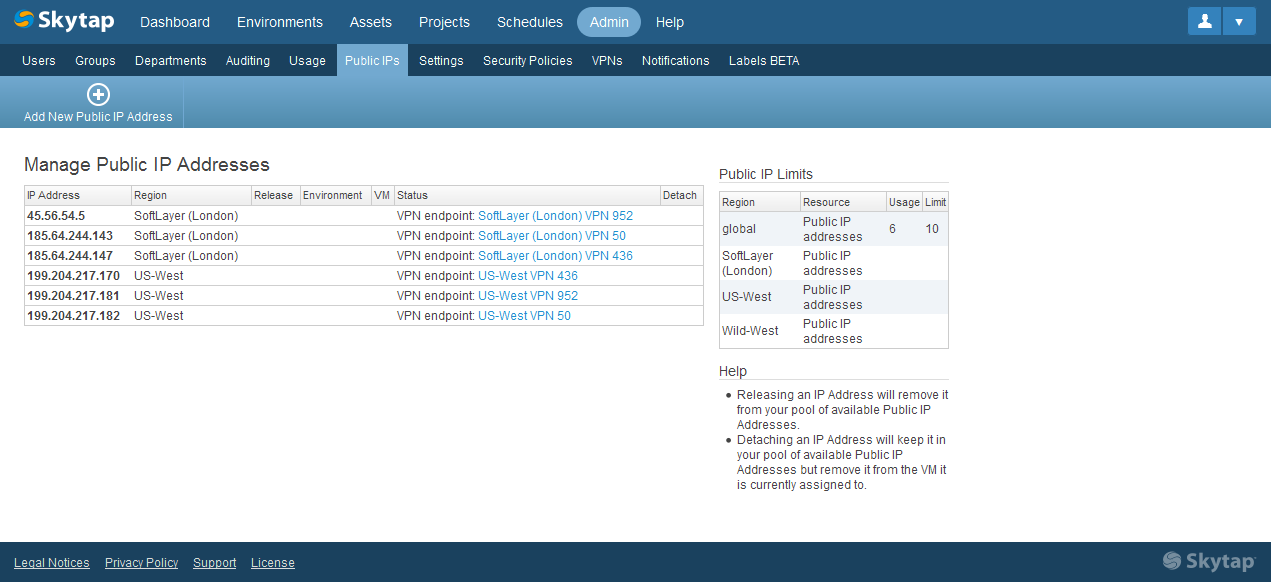 Skytap Dashboard Environments Assets Projects Schedules Admin Help
Users Groups Departments Auditing Usage Public IPs Settings Security Policies VPNs Notifications Labels BETA
Add New Public IP Address
Manage Public IP Addresses
IP Address Region Release Environment VM Status Detach
45.56.54.5 SoftLayer (London) VPN endpoint: SoftLayer (London) VPN 952
185.64.244.143 SoftLayer (London) VPN endpoint: SoftLayer (London) VPN 50
185.64.244.147 SoftLayer (London) VPN endpoint: SoftLayer (London) VPN 436
199.204.217.170 US-West VPN endpoint: US-West VPN 436
199.204.217.181 US-West VPN endpoint: US-West VPN 952
199.204.217.182 US-West VPN endpoint: US-West VPN 50
Public IP Limits
Region Resource Usage Limit
global Public IP addresses 6 10
SoftLayer (London) Public IP addresses
US-West Public IP addresses
Wild-West Public IP addresses
Help
• Releasing an IP Address will remove it
from your pool of available Public IP
Addresses.
• Detaching an IP Address will keep it in
your pool of available Public IP
Addresses but remove it from the VM it
is currently assigned to.
Legal Notices Privacy Policy Support License Skytap